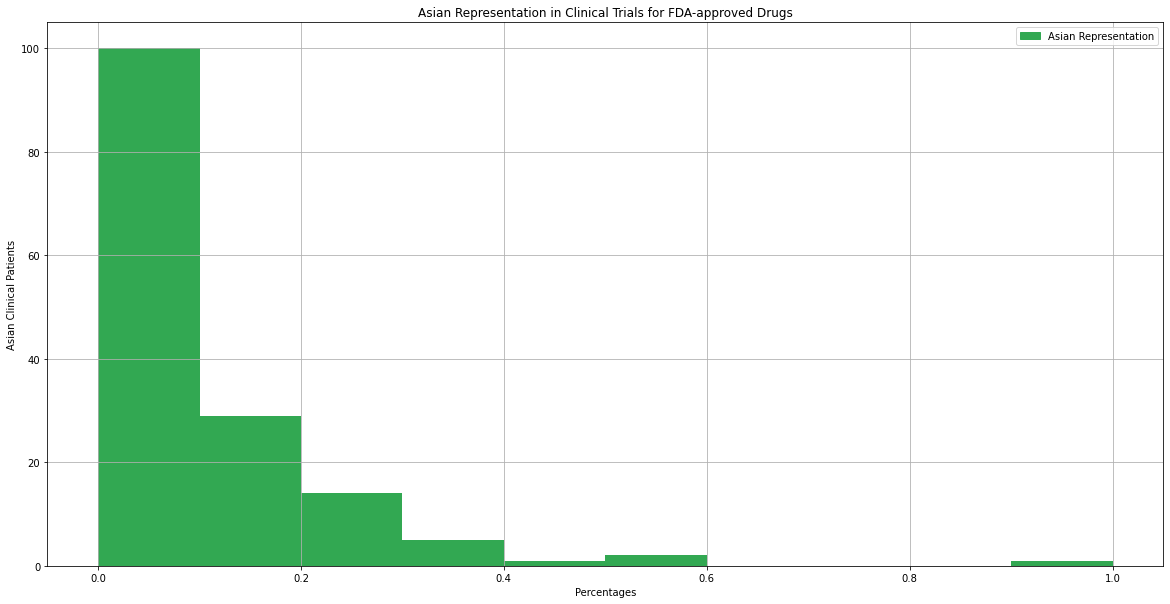 Asian Representation in Clinical Trials for FDA-approved Drugs
Asian Representation
Asian Clinical Patients
100
80
60
40
20
0
0.0 0.2 0.4 0.6 0.8 1.0
Percentages